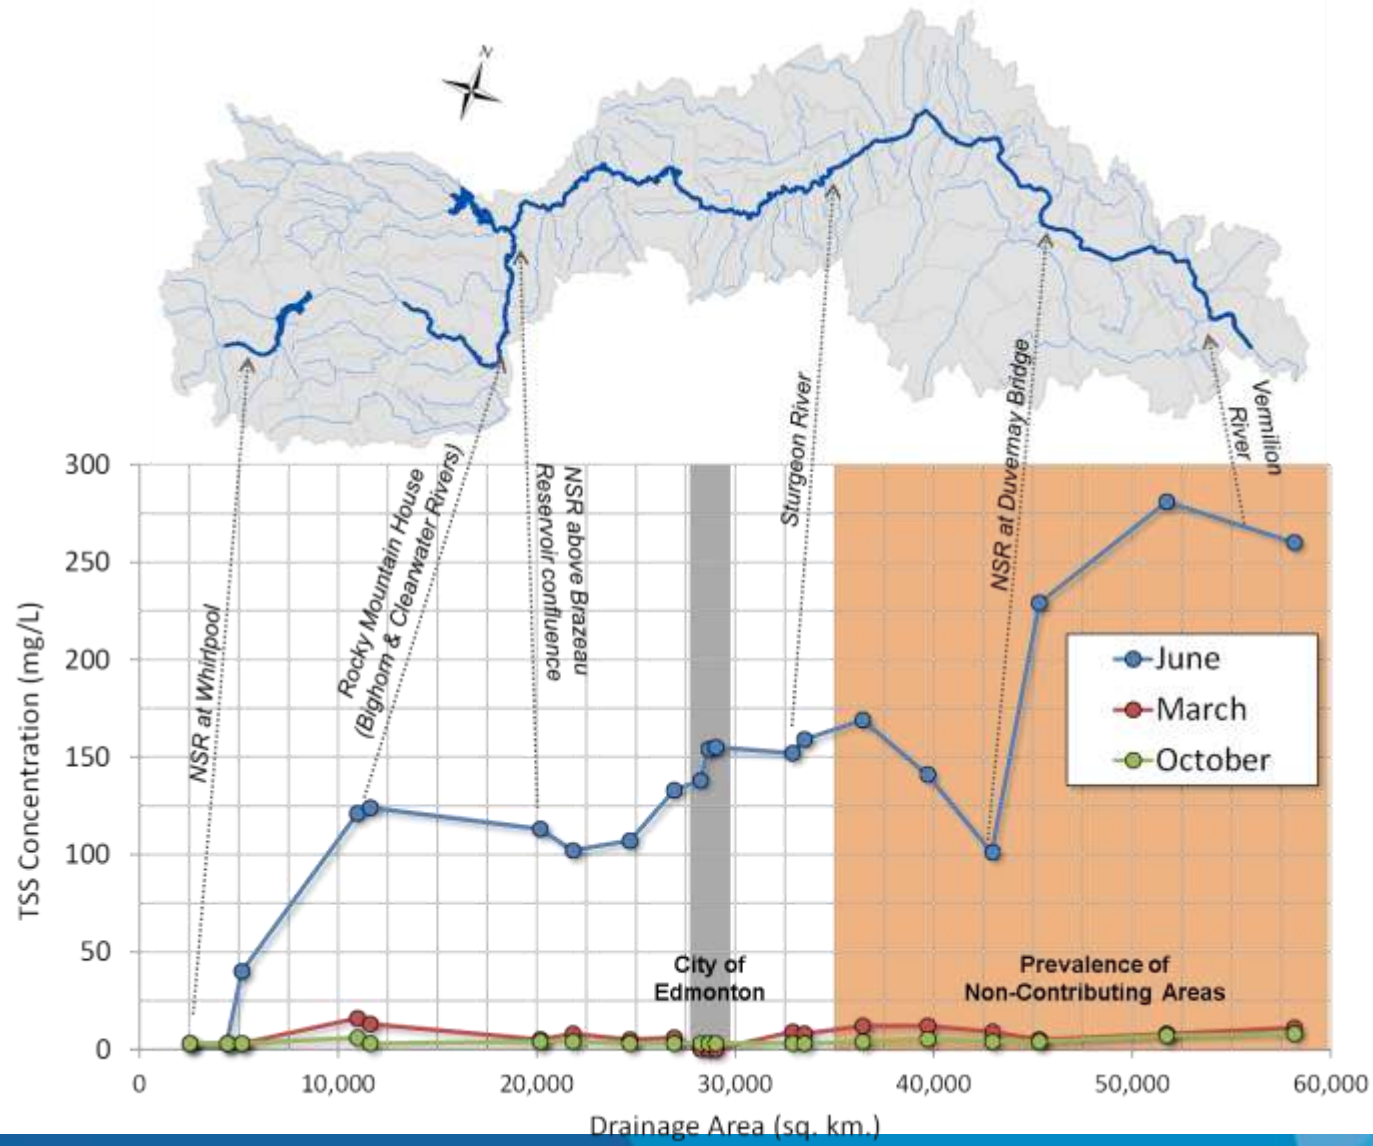 N
NSR at Whirlpool
Rocky Mountain House
(Bighorn & Clearwater Rivers)
NSR above Brazeau
Reservoir confluence
Sturgeon River
NSR at Duvernay Bridge
Vermilion
River
300
250
200
150
100
50
0
TSS Concentration (mg/L)
June
March
October
City of
Edmonton
Prevalence of
Non-Contributing Areas
0
10,000
20,000
30,000
40,000
50,000
60,000
Drainage Area (sq. km.)